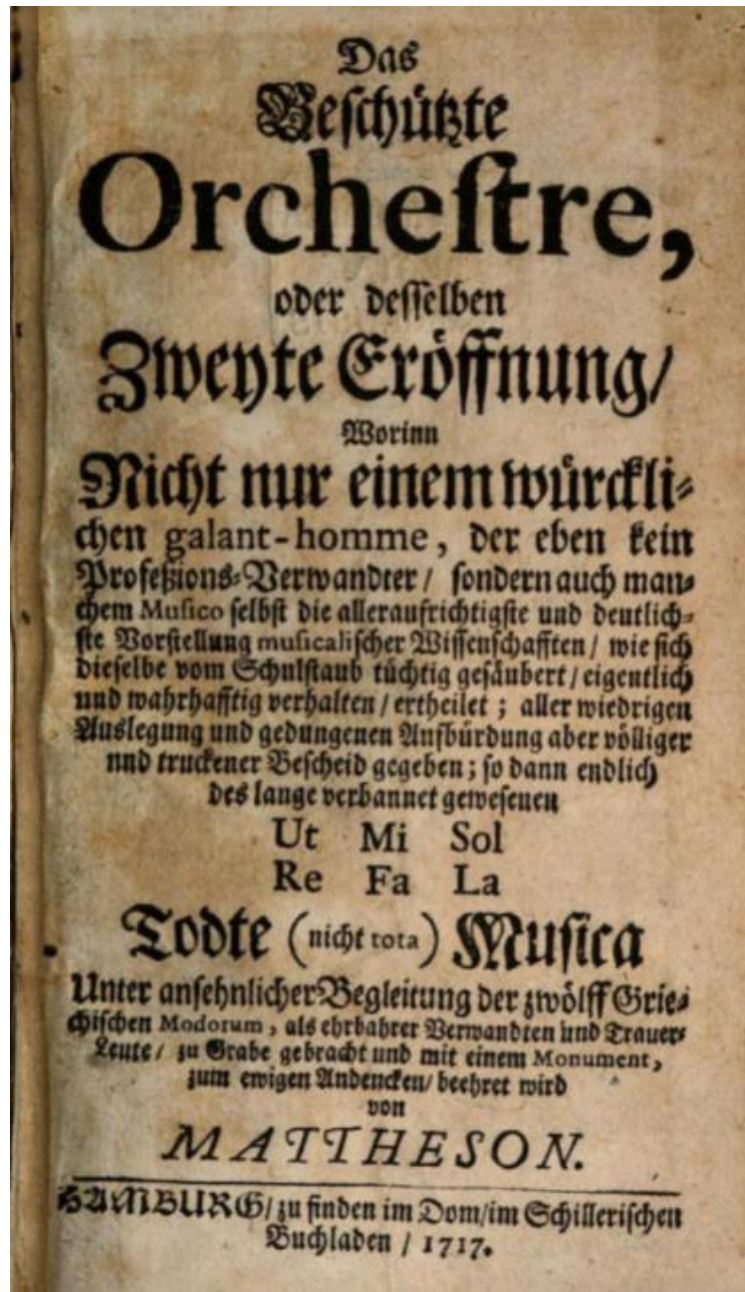 Das
Beschützte
Orchestre,
oder desselben
Zweyte Eröffnung/
Worinn
Nicht nur einem würckli-
chen galant-homme, der eben kein
Profeßions-Verwandter/ sondern auch man-
chem Musico selbst die alleraufrichtigste und deutlich-
ste Vorstellung musicalischer Wissenschafften/ wie sich
dieselbe vom Schulstaub tüchtig gesäubert/ eigentlich
und wahrhafftig verhalten/ ertheilet; aller wiedrigen
Auslegung und gedungenen Aufbürdung aber völliger
nnd truckener Bescheid gegeben; so dann endlich
des lange verbannet gewesenen
Ut Mi Sol
Re Fa La
Todte (nicht tota) Musica
Unter ansehnlicher Begleitung der zwölff Grie-
chischen Modorum, als ehrbahrer Verwandten und Trauer-
Leute/ zu Grabe gebracht und mit einem Monument,
zum ewigen Andencken/ beehret wird
von
MATTHESON.
HAMBURG/ zu finden im Dom/im Schillerischen
Buchladen / 1717.